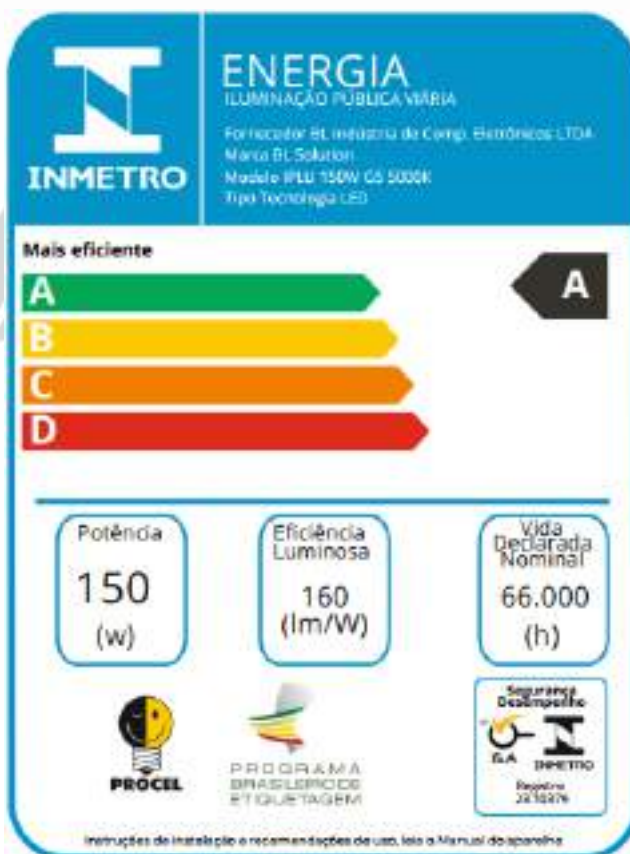 ENERGIA
ILUMINAÇÃO PÚBLICA VIÁRIA
INMETRO
Fornecedor BL Indústria de Comp. Eletrônicos LTDA
Marca BL Solution
Modelo 150W G5 5000K
Tipo Tecnologia LED
Mais eficiente
A
A
B
C
D
Potência
150
(w)
Eficiência
Luminosa
160
(lm/W)
Vida
Declarada
Nominal
66.000
(h)
PROCEL
PROGRAMA
BRASILEIRO DE
ETIQUETAGEM
Segurança
Desempenho
INMETRO
Registro
Instruções de instalação e recomendações de uso, leia o Manual do aparelho